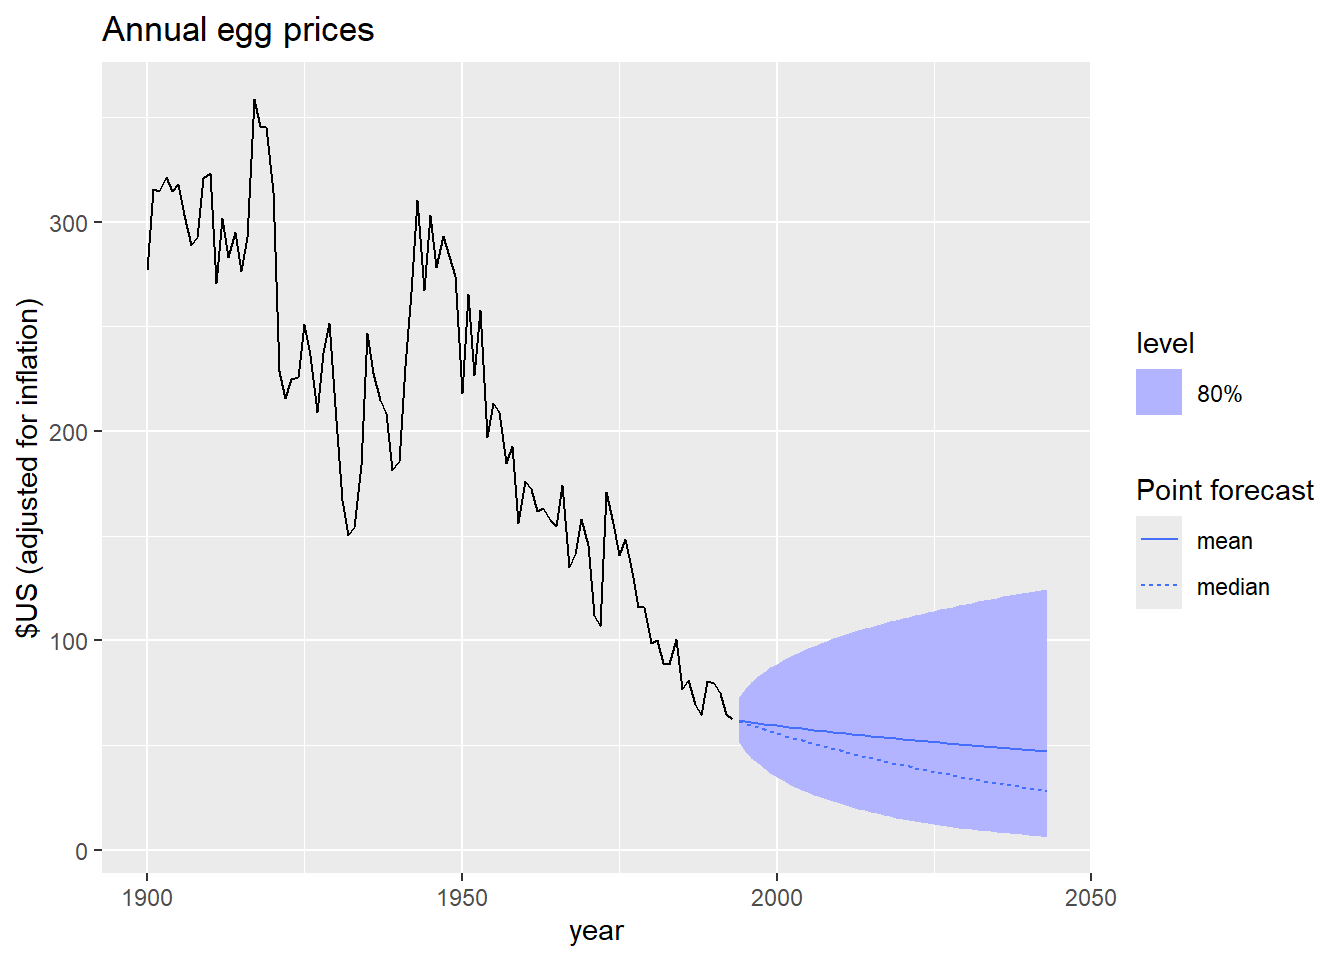 Annual egg prices
$US (adjusted for inflation)
300
200
100
0
1900
1950
2000
2050
year
level
80%
Point forecast
mean
median